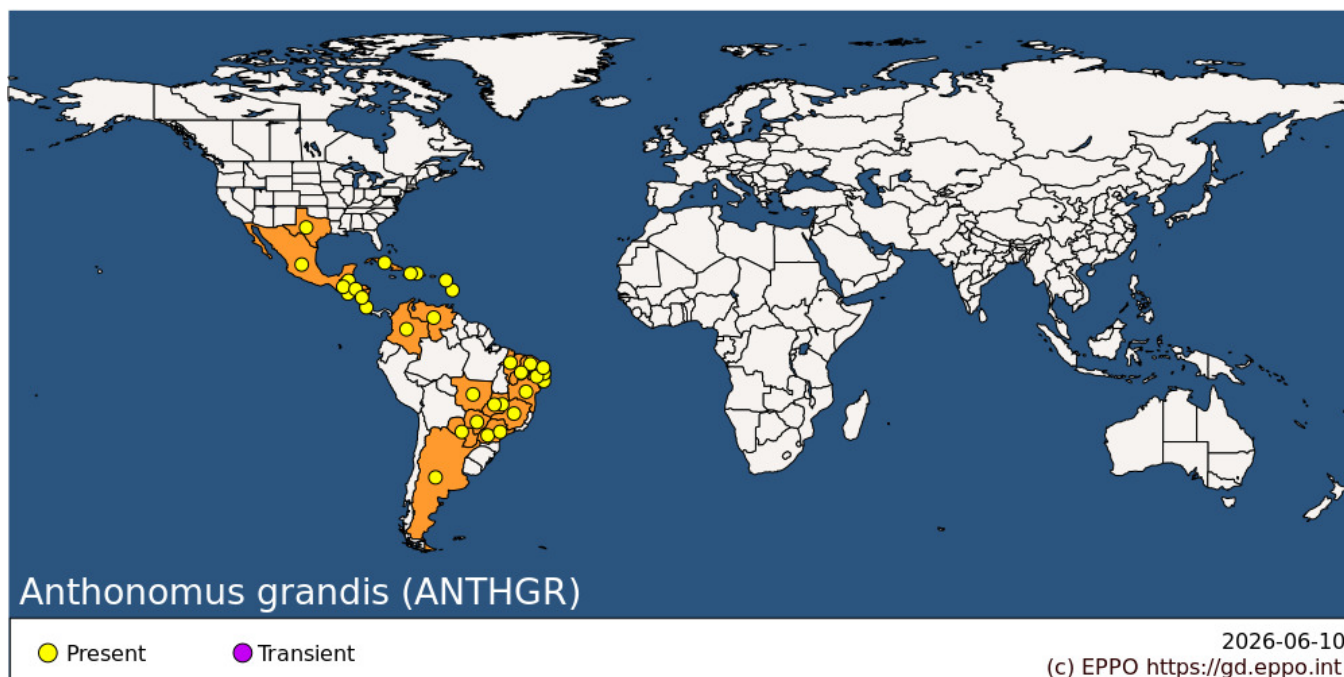 Anthonomus grandis (ANTHGR)
Present
Transient
2026-06-10
(c) EPPO https://gd.eppo.int